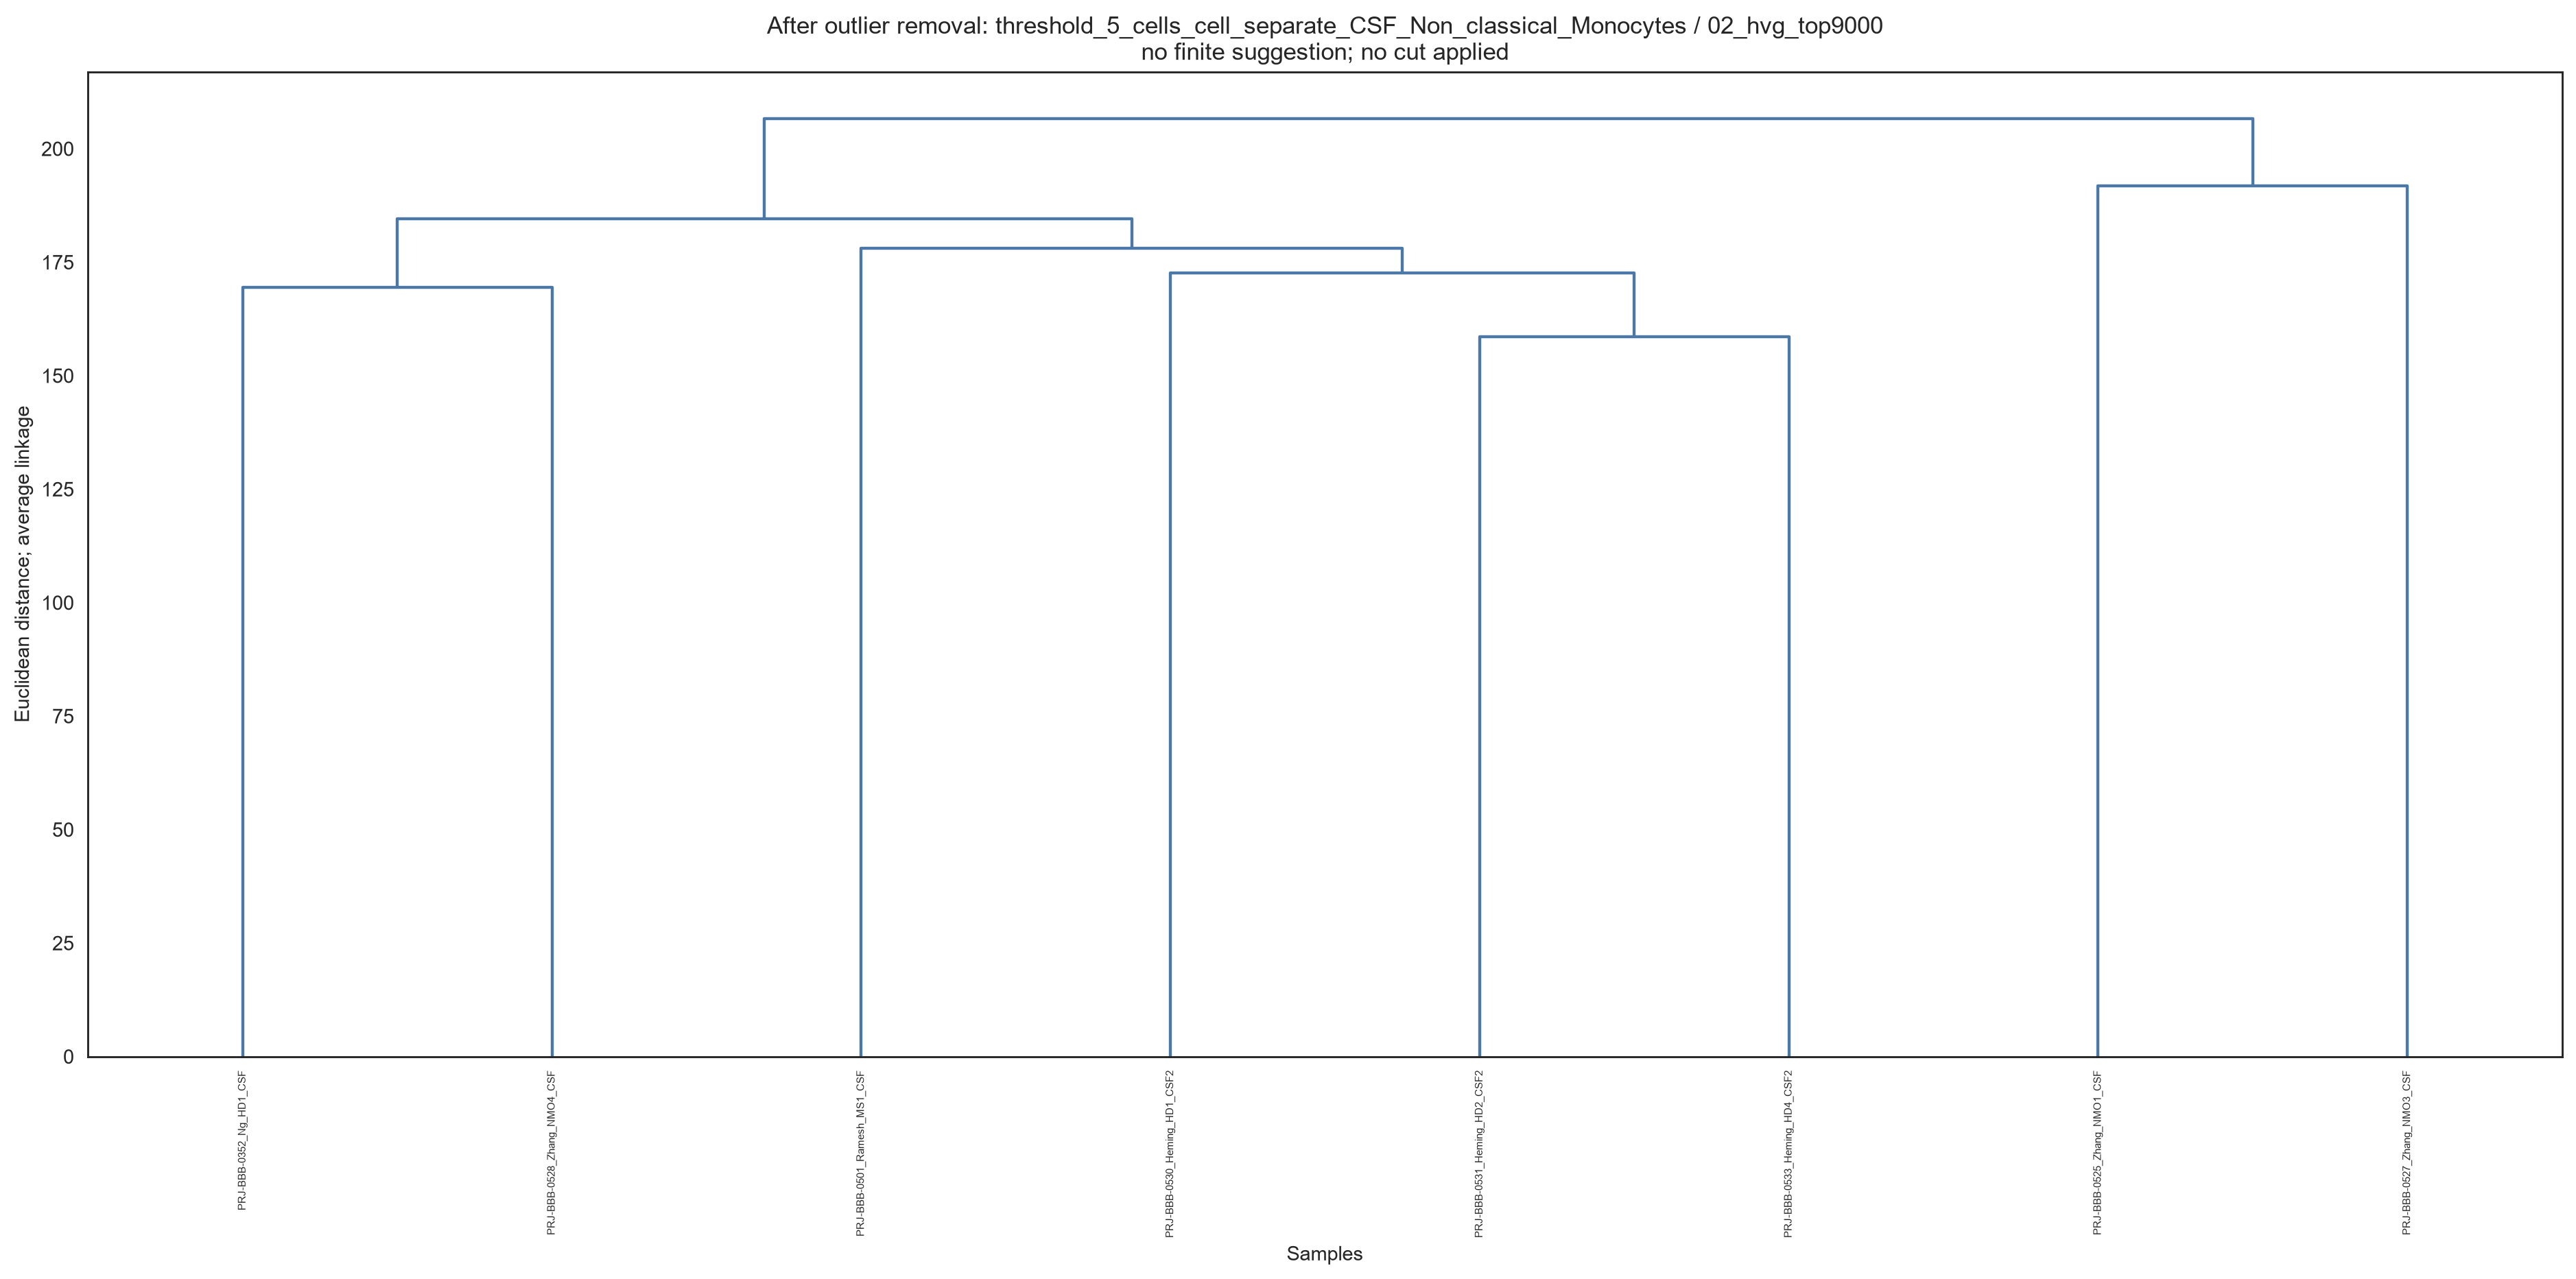 After outlier removal: threshold_5_cells_cell_separate_CSF_Non_classical_Monocytes / 02_hvg_top9000
no finite suggestion; no cut applied
Euclidean distance; average linkage
200
175
150
125
100
75
50
25
0
PRJ-BBB-0352_Ng_HD1_CSF
PRJ-BBB-0528_Zhang_NMO4_CSF
PRJ-BBB-0501_Ramesh_MS1_CSF
PRJ-BBB-0530_Heming_HD1_CSF2
PRJ-BBB-0531_Heming_HD2_CSF2
PRJ-BBB-0533_Heming_HD4_CSF2
PRJ-BBB-0525_Zhang_NMO1_CSF
PRJ-BBB-0527_Zhang_NMO3_CSF
Samples